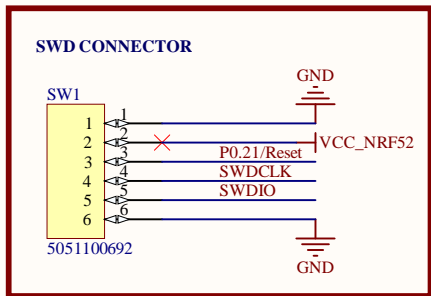 SWD CONNECTOR
GND
SW1
1 1
2 2 VCC_NRF52
3 3 P0.21/Reset
4 4 SWDCLK
5 5 SWDIO
6 6
5051100692
GND